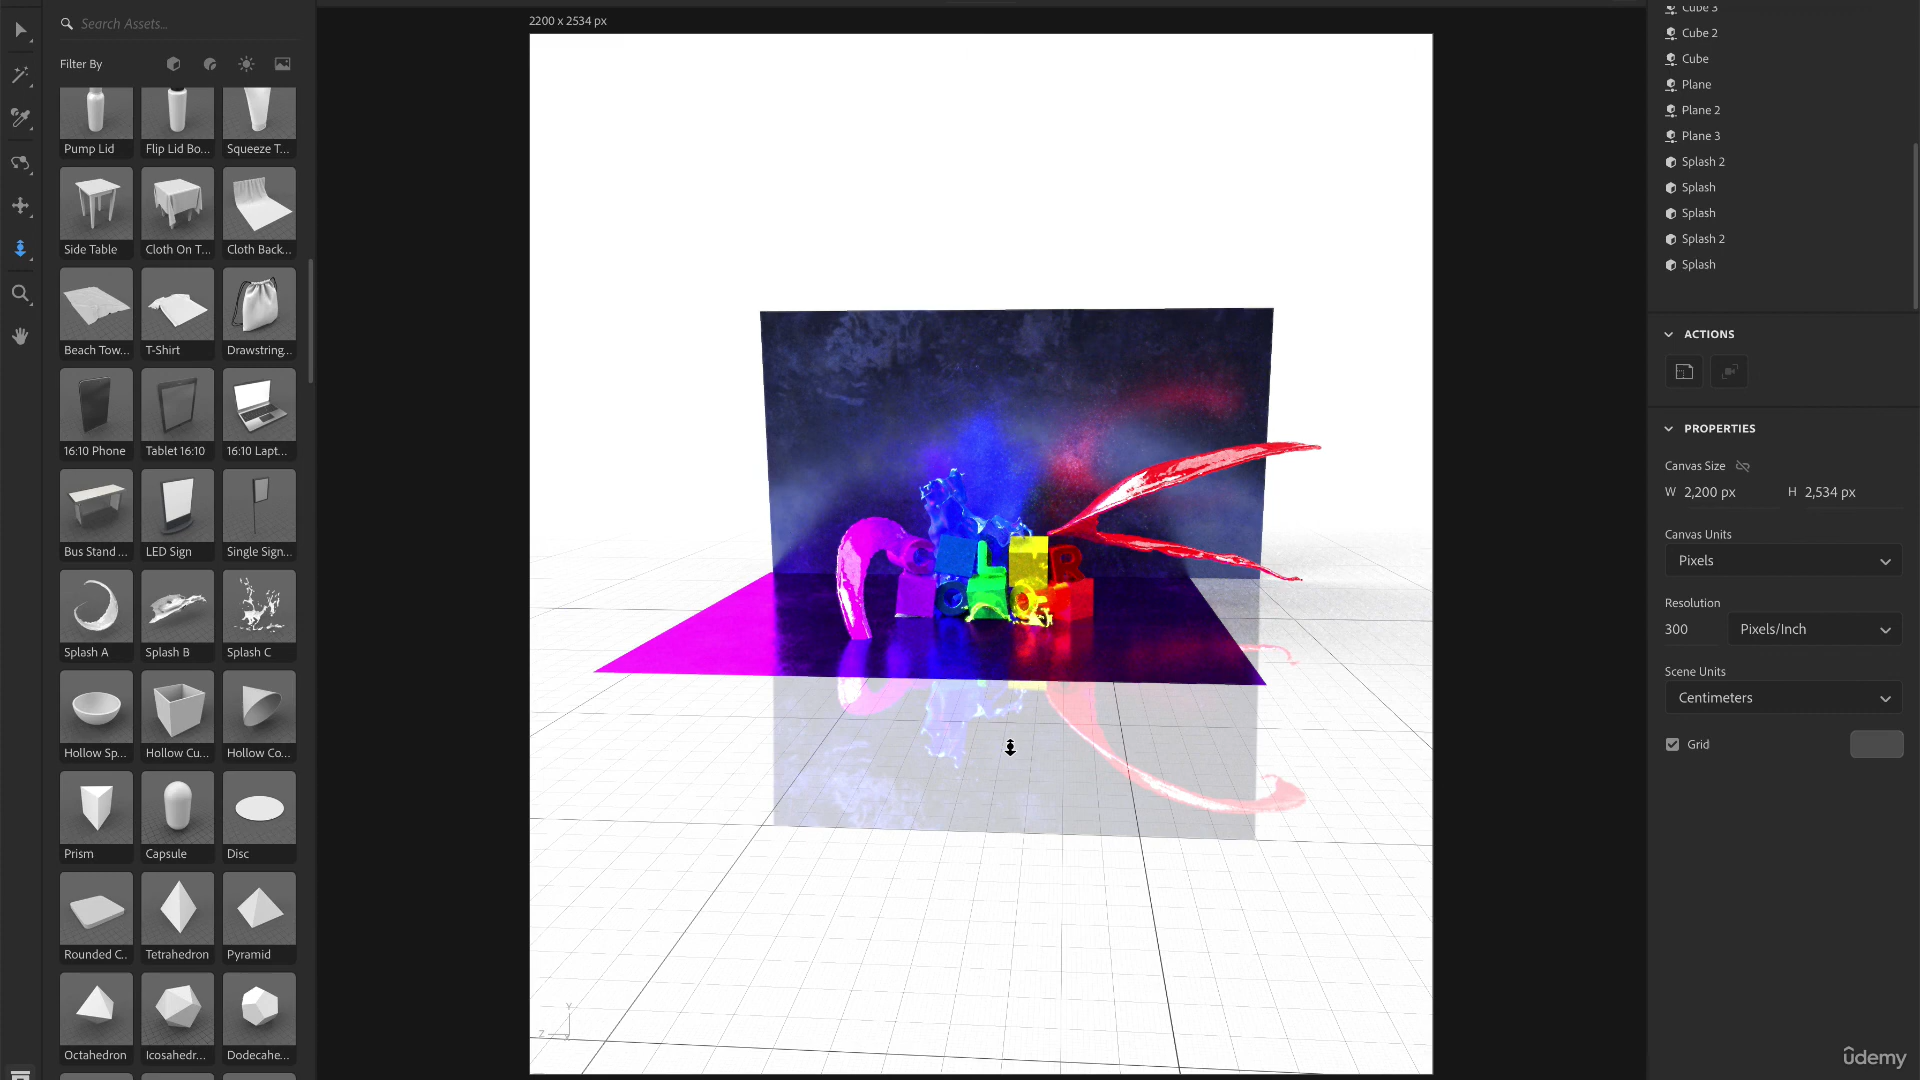 Search Assets...
Filter By
Pump Lid
Flip Lid Bo...
Squeeze T...
Side Table
Cloth On T...
Cloth Back...
Beach Tow...
T-Shirt
Drawstring...
16:10 Phone
Tablet 16:10
16:10 Lapt...
Bus Stand ...
LED Sign
Single Sign...
Splash A
Splash B
Splash C
Hollow Sp...
Hollow Cu...
Hollow Co...
Prism
Capsule
Disc
Rounded C..
Tetrahedron
Pyramid
Octahedron
Icosahedr...
Dodecahe...
2200 x 2534 px
R
Y
Z
Cube 3
Cube 2
Cube
Plane
Plane 2
Plane 3
Splash 2
Splash
Splash
Splash 2
Splash
ACTIONS
PROPERTIES
Canvas Size
W 2,200 px H 2,534 px
Canvas Units
Pixels
Resolution
300 Pixels/Inch
Scene Units
Centimeters
Grid
ûdemy